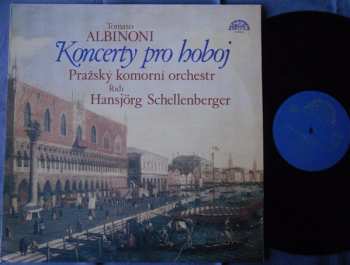 Tomaso
ALBINONI
Koncerty pro hoboj
Pražský komorní orchestr
Řídí
Hansjörg Schellenberger